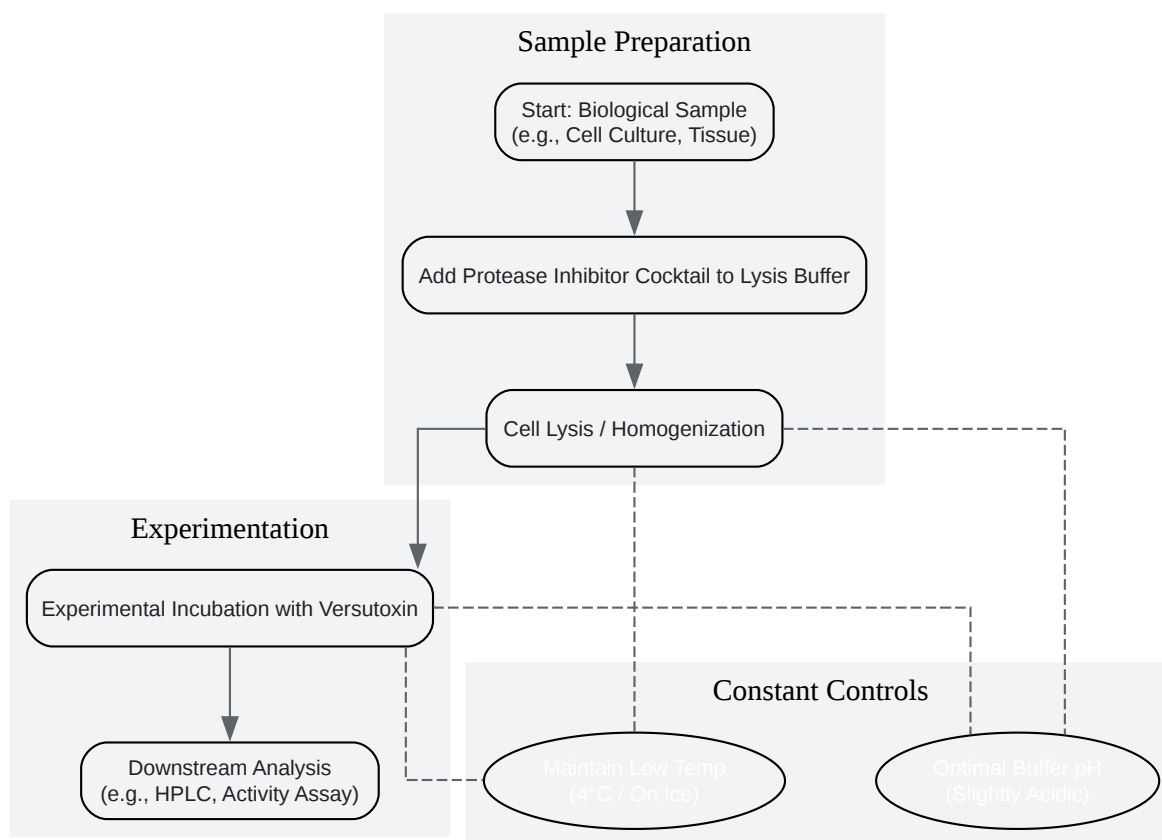 Sample Preparation
Start: Biological Sample
(e.g., Cell Culture, Tissue)
Add Protease Inhibitor Cocktail to Lysis Buffer
Cell Lysis / Homogenization
Experimentation
Experimental Incubation with Versutoxin
Downstream Analysis
(e.g., HPLC, Activity Assay)
Constant Controls
Maintain Low Temp
(4°C / On Ice)
Optimal Buffer pH
(Slightly Acidic)